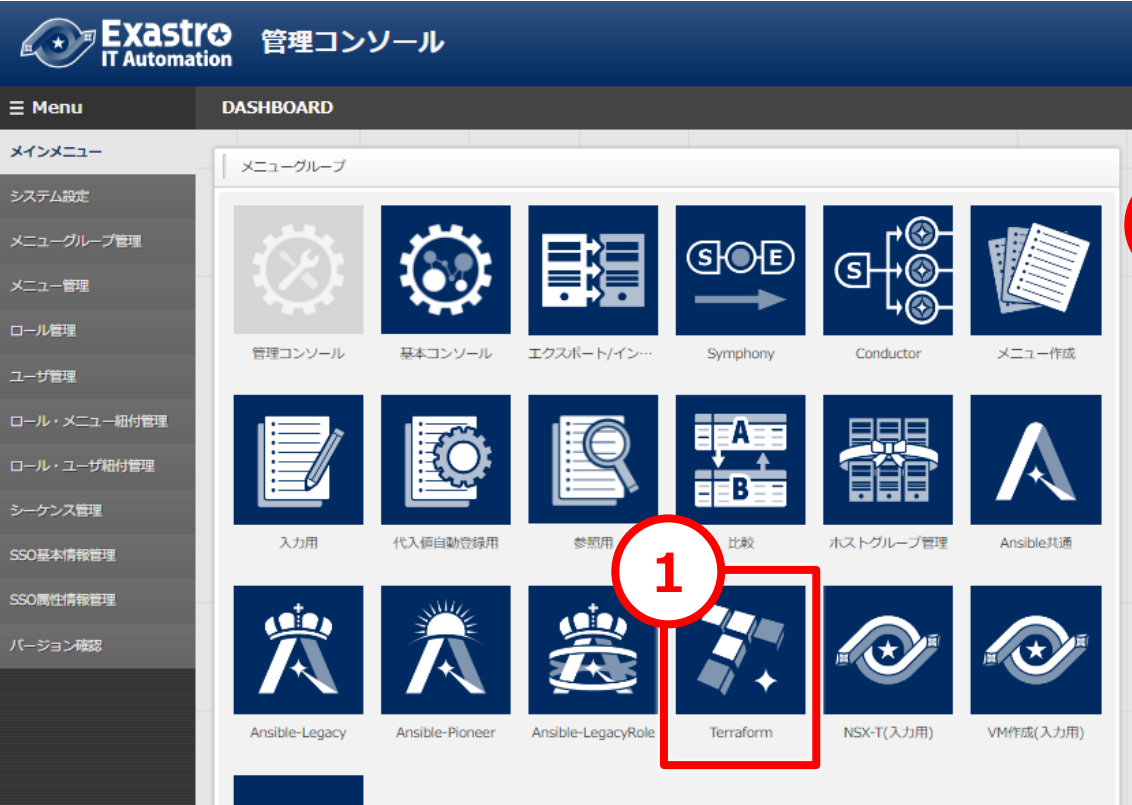 Exastro
IT Automation
管理コンソール
Menu
DASHBOARD
メインメニュー
システム設定
メニューグループ管理
メニュー管理
ロール管理
ユーザ管理
ロール・メニュー紐付管理
ロール・ユーザ紐付管理
シーケンス管理
SSO基本情報管理
SSO属性情報管理
バージョン確認
メニューグループ
S E
S
管理コンソール
基本コンソール
エクスポート/イン…
Symphony
Conductor
メニュー作成
A
B
入力用
代入値自動登録用
参照用
比較
ホストグループ管理
Ansible共通
1
Ansible-Legacy
Ansible-Pioneer
Ansible-LegacyRole
Terraform
NSX-T(入力用)
VM作成(入力用)